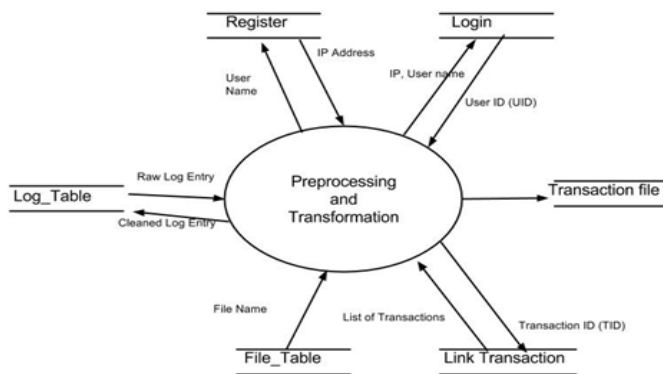 Register
Login
IP Address
IP, User name
User
Name
User ID (UID)
Raw Log Entry
Log_Table
Cleaned Log Entry
Preprocessing
and
Transformation
Transaction file
File Name
List of Transactions
Transaction ID (TID)
File_Table
Link Transaction